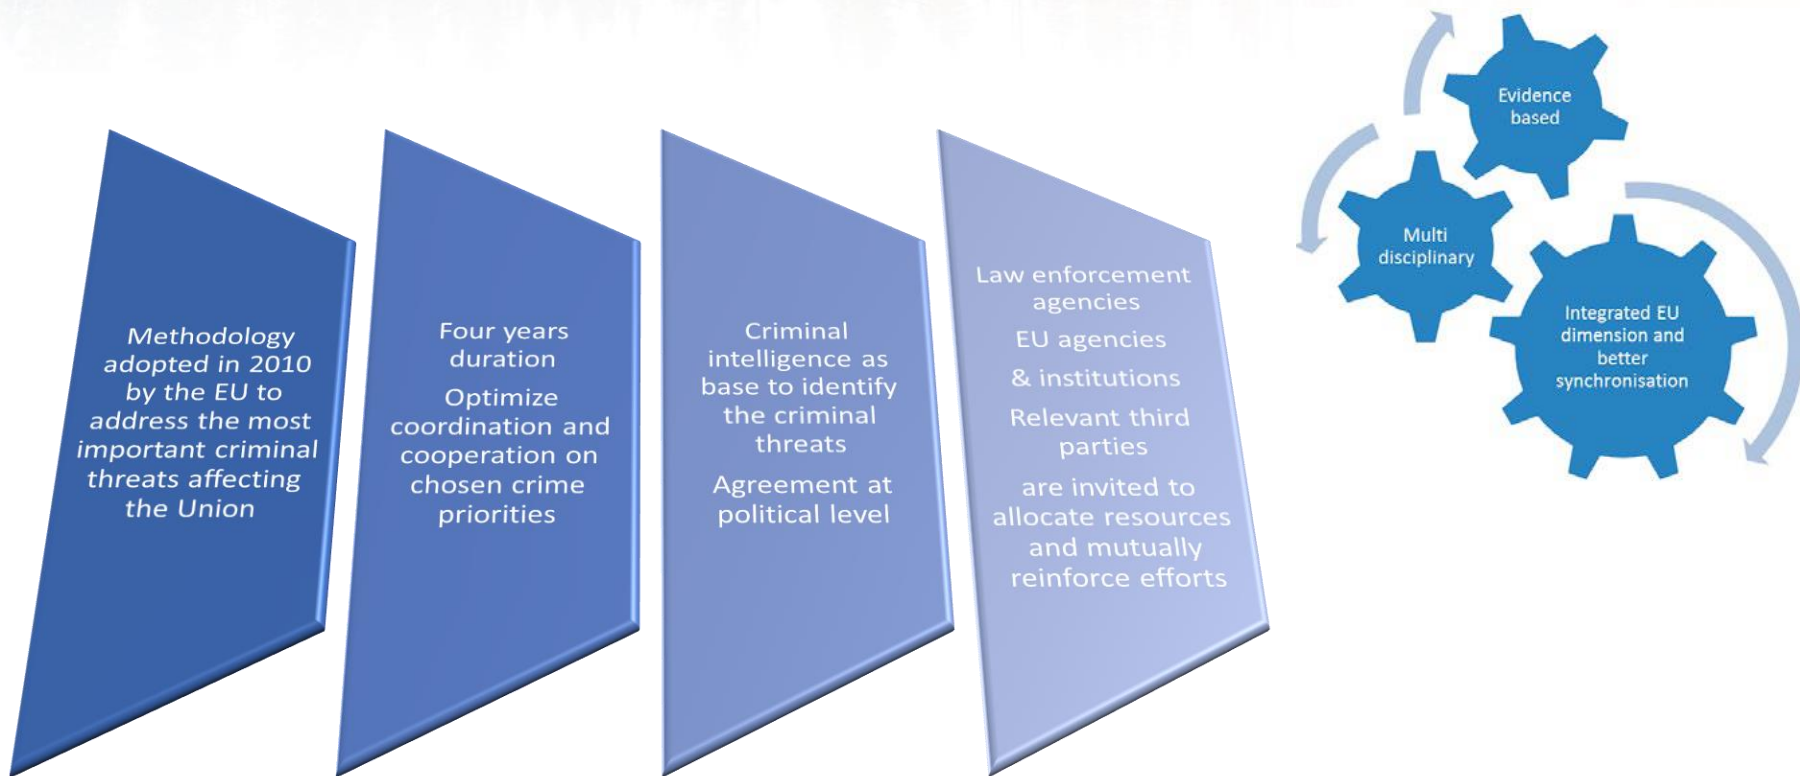 Methodology
adopted in 2010
by the EU to
address the most
important criminal
threats affecting
the Union
Four years
duration
Optimize
coordination and
cooperation on
chosen crime
priorities
Criminal
intelligence as
base to identify
the criminal
threats
Agreement at
political level
Law enforcement
agencies
EU agencies
& institutions
Relevant third
parties
are invited to
allocate resources
and mutually
reinforce efforts
Evidence
based
Multi
disciplinary
Integrated EU
dimension and
better
synchronisation